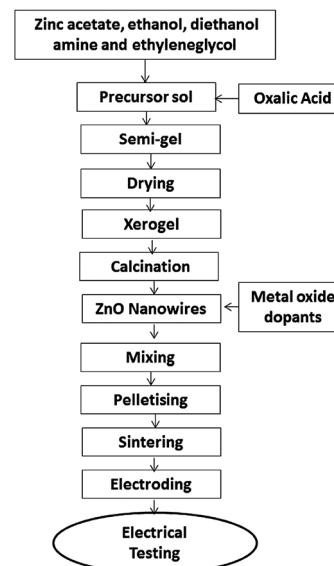 Zinc acetate, ethanol, diethanol
amine and ethyleneglycol
Precursor sol
Oxalic Acid
Semi-gel
Drying
Xerogel
Calcination
ZnO Nanowires
Metal oxide
dopants
Mixing
Pelletising
Sintering
Electroding
Electrical
Testing